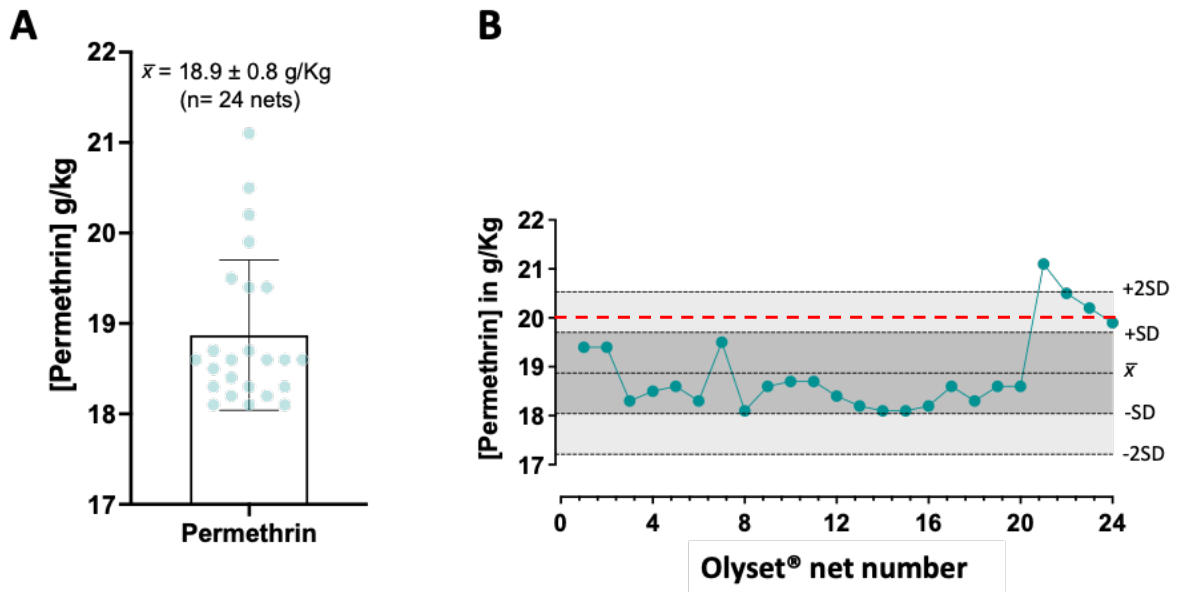 A
[Permethrin] g/kg
22
21
20
19
18
17
x̄ = 18.9 ± 0.8 g/Kg
(n= 24 nets)
Permethrin
B
[Permethrin] in g/Kg
22
21
20
19
18
17
+2SD
+SD
x̄
-SD
-2SD
0 4 8 12 16 20 24
Olyset® net number